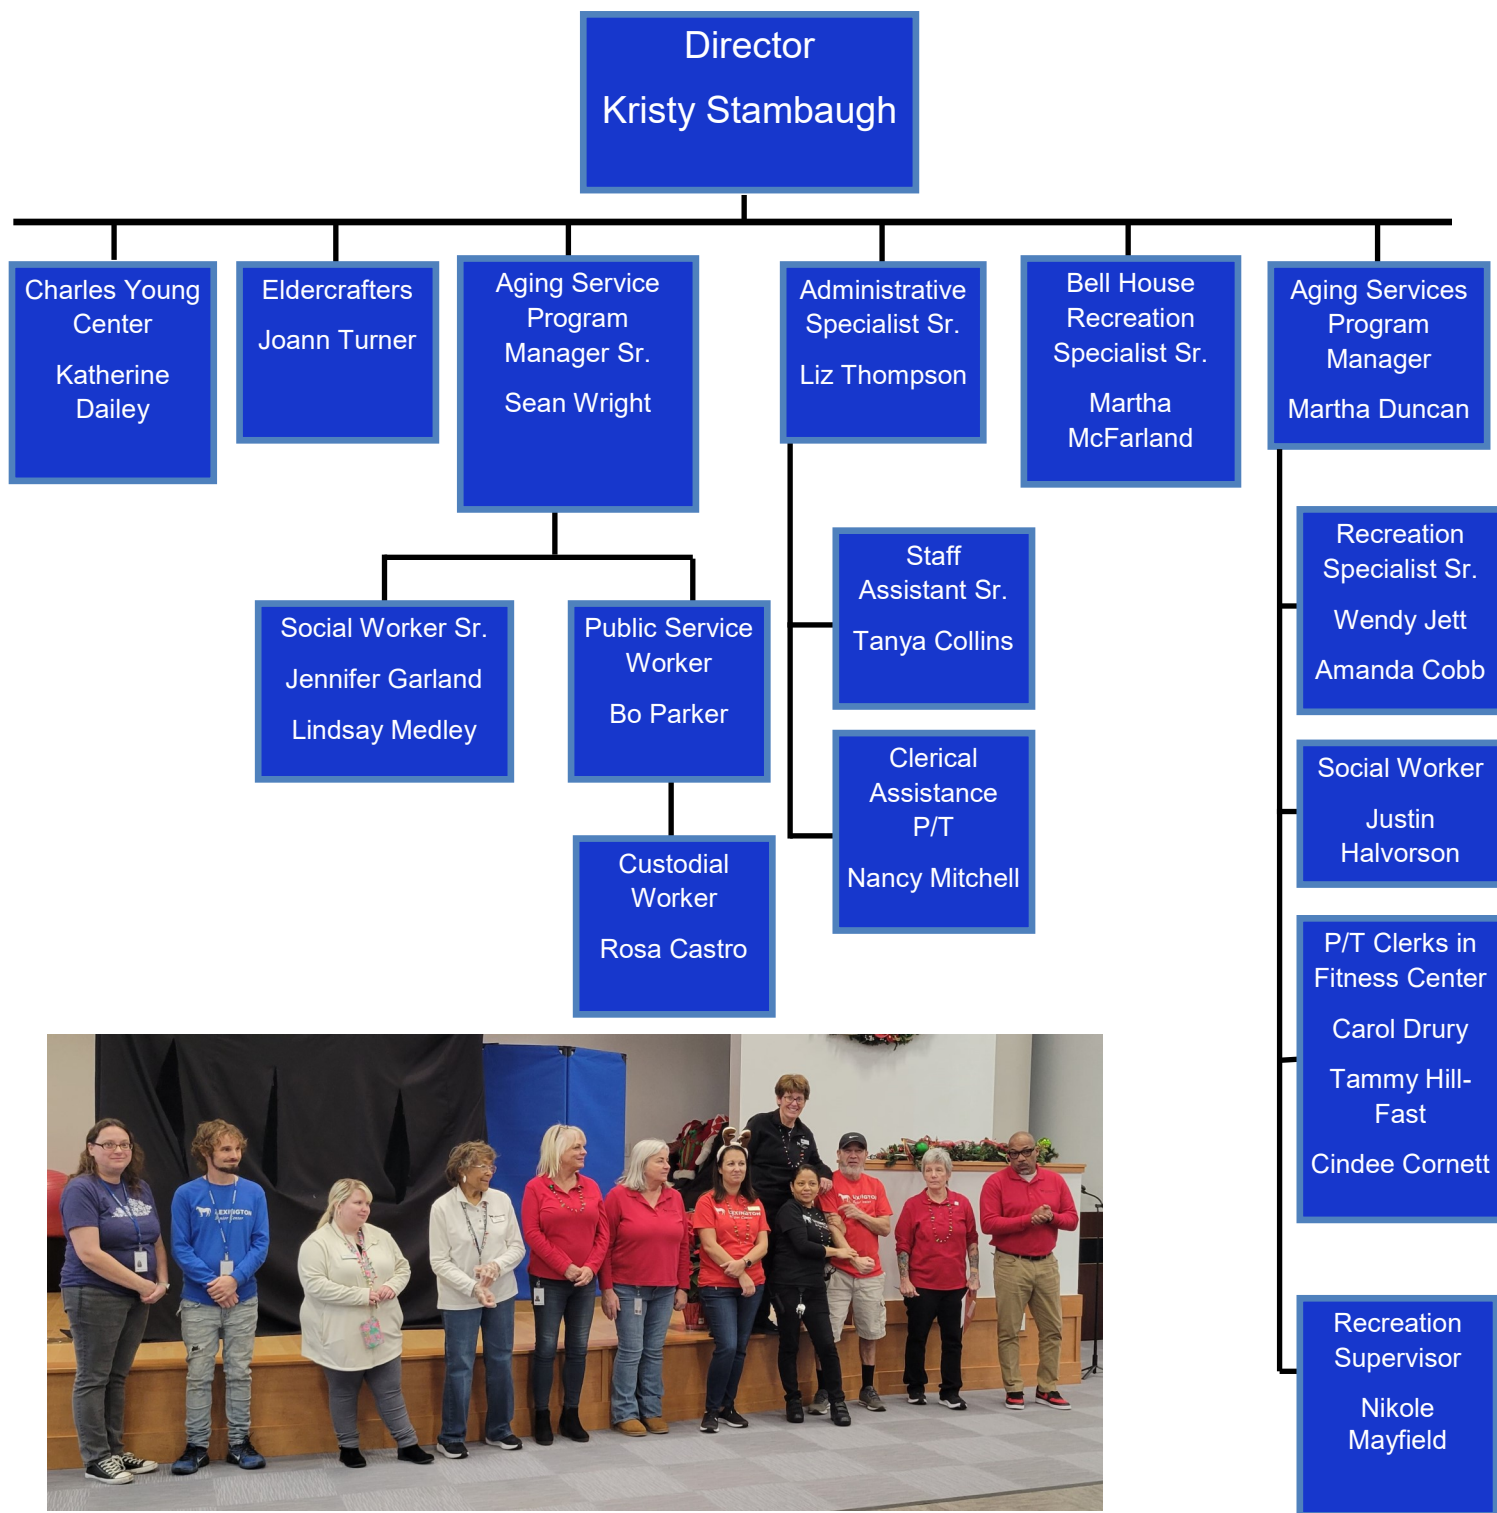 Director
Kristy Stambaugh
Charles Young
Center
Katherine
Dailey
Eldercrafters
Joann Turner
Aging Service
Program
Manager Sr.
Sean Wright
Administrative
Specialist Sr.
Liz Thompson
Bell House
Recreation
Specialist Sr.
Martha
McFarland
Aging Services
Program
Manager
Martha Duncan
Social Worker Sr.
Jennifer Garland
Lindsay Medley
Public Service
Worker
Bo Parker
Custodial
Worker
Rosa Castro
Staff
Assistant Sr.
Tanya Collins
Clerical
Assistance
P/T
Nancy Mitchell
Recreation
Specialist Sr.
Wendy Jett
Amanda Cobb
Social Worker
Justin
Halvorson
P/T Clerks in
Fitness Center
Carol Drury
Tammy Hill-
Fast
Cindee Cornett
Recreation
Supervisor
Nikole
Mayfield
LEXINGTON
LEXINGTON